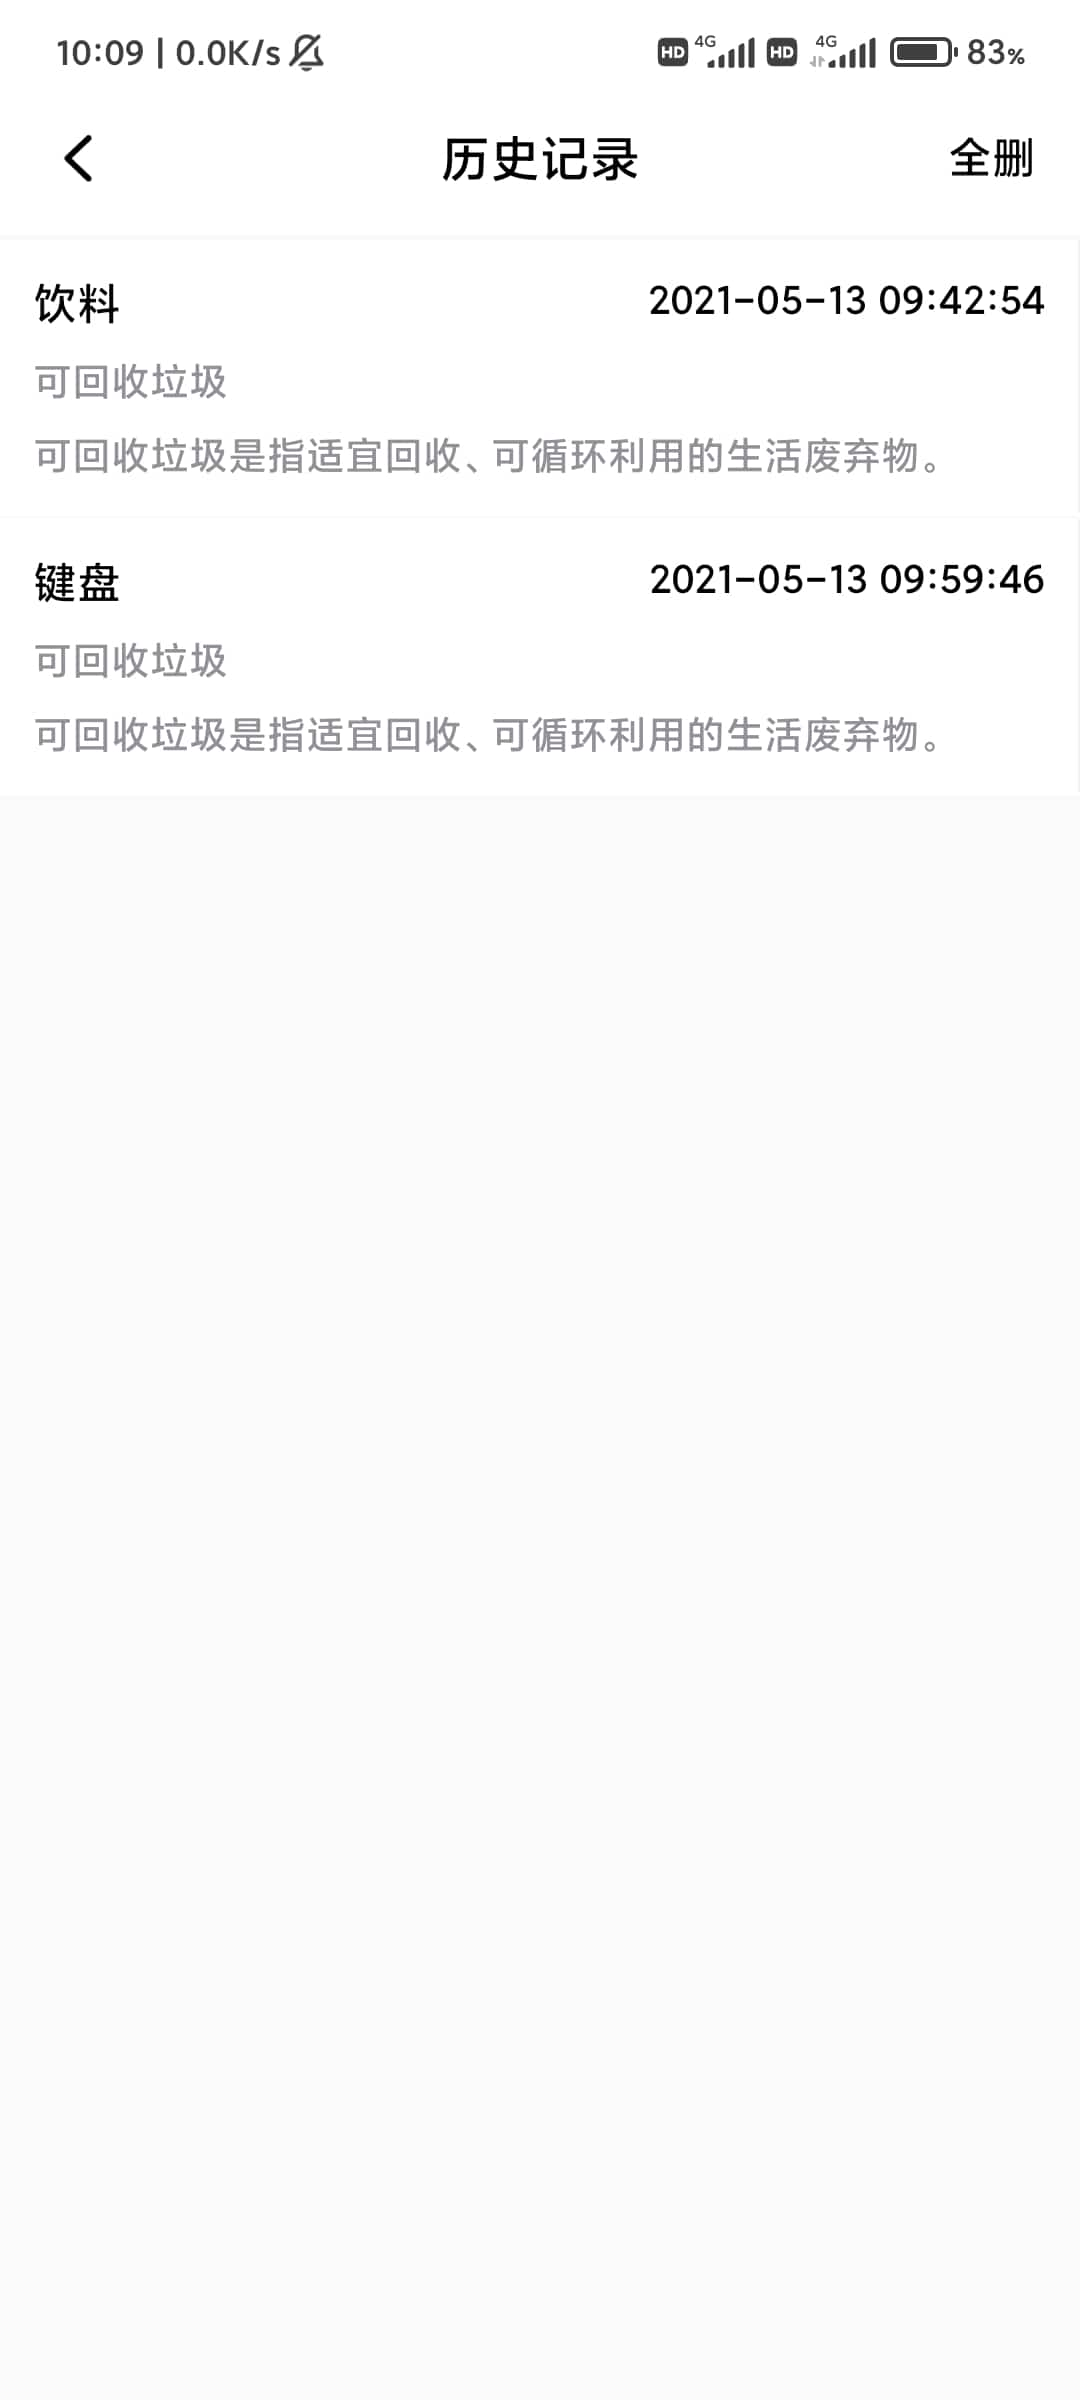 10:09 | 0.0K/s HD 4G HD 4G 83%
历史记录 全删
饮料 2021-05-13 09:42:54
可回收垃圾
可回收垃圾是指适宜回收、可循环利用的生活废弃物。
键盘 2021-05-13 09:59:46
可回收垃圾
可回收垃圾是指适宜回收、可循环利用的生活废弃物。